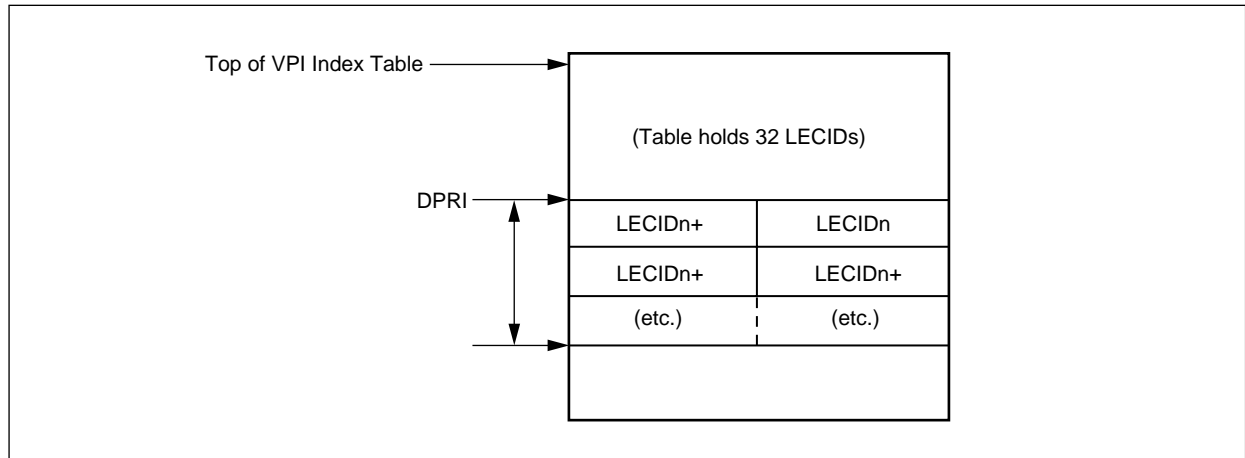 Top of VPI Index Table
(Table holds 32 LECIDs)
DPRI
LECIDn+ LECIDn
LECIDn+ LECIDn+
(etc.) (etc.)